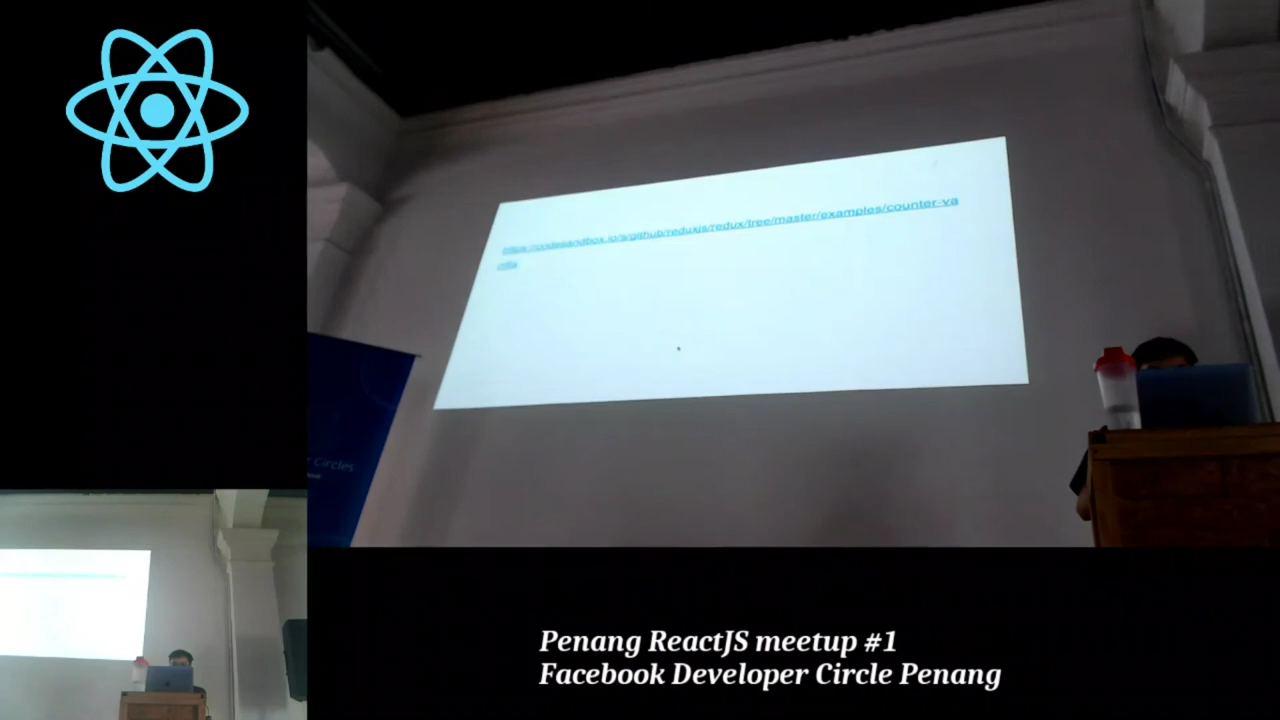 https://codesandbox.io/s/github/reduxjs/redux/tree/master/examples/counter-va
nilla
r Circles
Penang ReactJS meetup #1
Facebook Developer Circle Penang